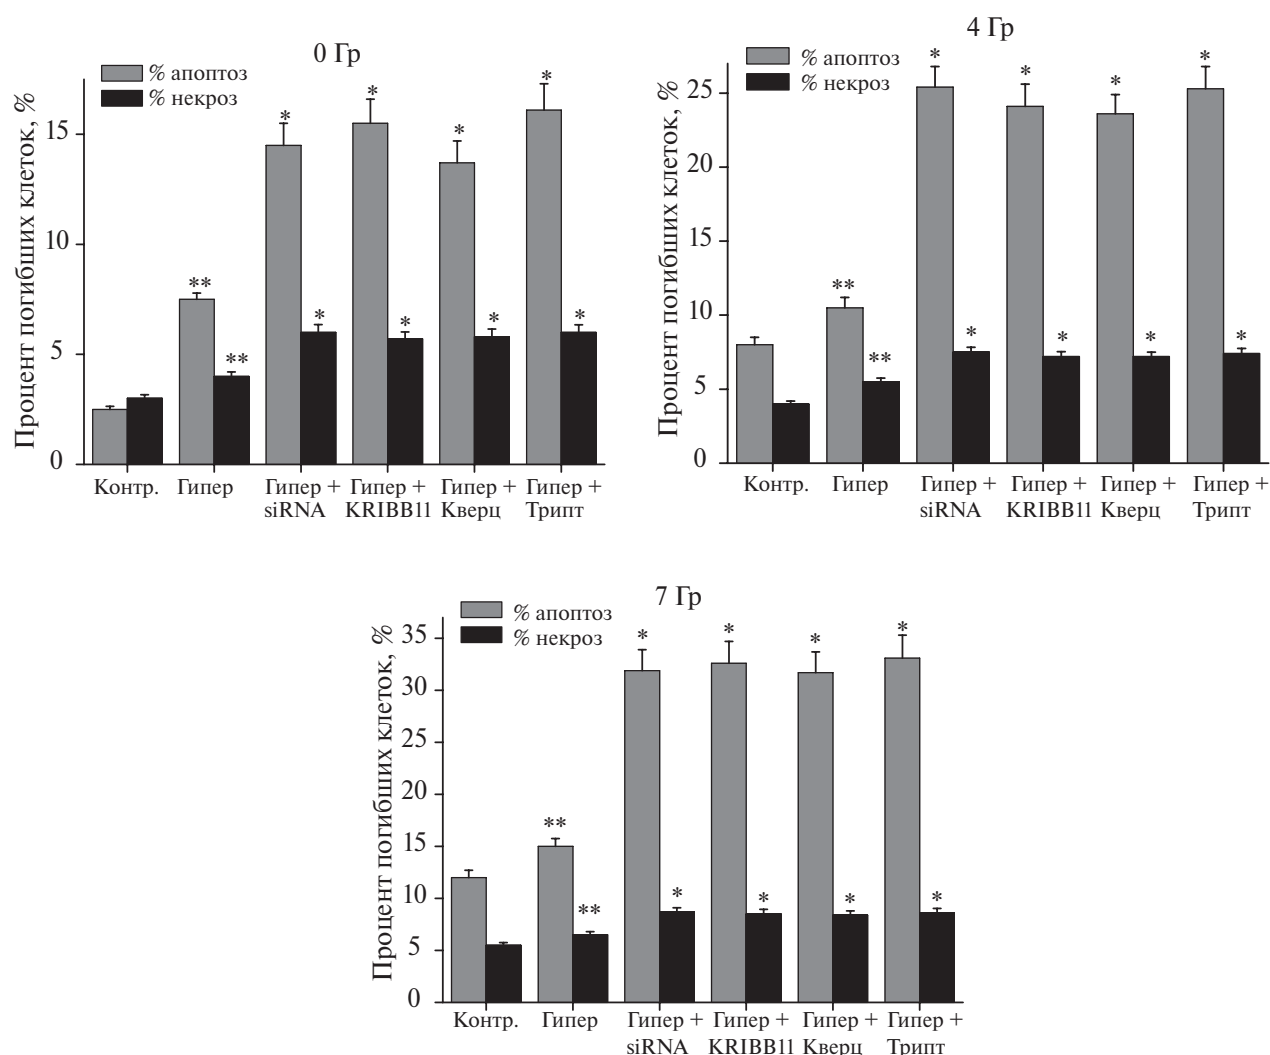 0 Гр
% апоптоз
% некроз
Процент погибших клеток, %
15
10
5
0
** ** * * * * * * * *
Контр. Гипер Гипер + Гипер + Гипер + Гипер +
siRNA KRIBB11 Кверц Трипт
4 Гр
% апоптоз
% некроз
Процент погибших клеток, %
25
20
15
10
5
0
** ** * * * * * * * *
Контр. Гипер Гипер + Гипер + Гипер + Гипер +
siRNA KRIBB11 Кверц Трипт
7 Гр
% апоптоз
% некроз
Процент погибших клеток, %
35
30
25
20
15
10
5
0
** ** * * * * * * * *
Контр. Гипер Гипер + Гипер + Гипер + Гипер +
siRNA KRIBB11 Кверц Трипт